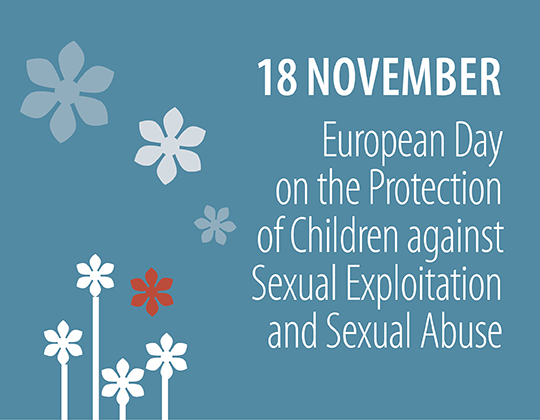 18 NOVEMBER
European Day
on the Protection
of Children against
Sexual Exploitation
and Sexual Abuse